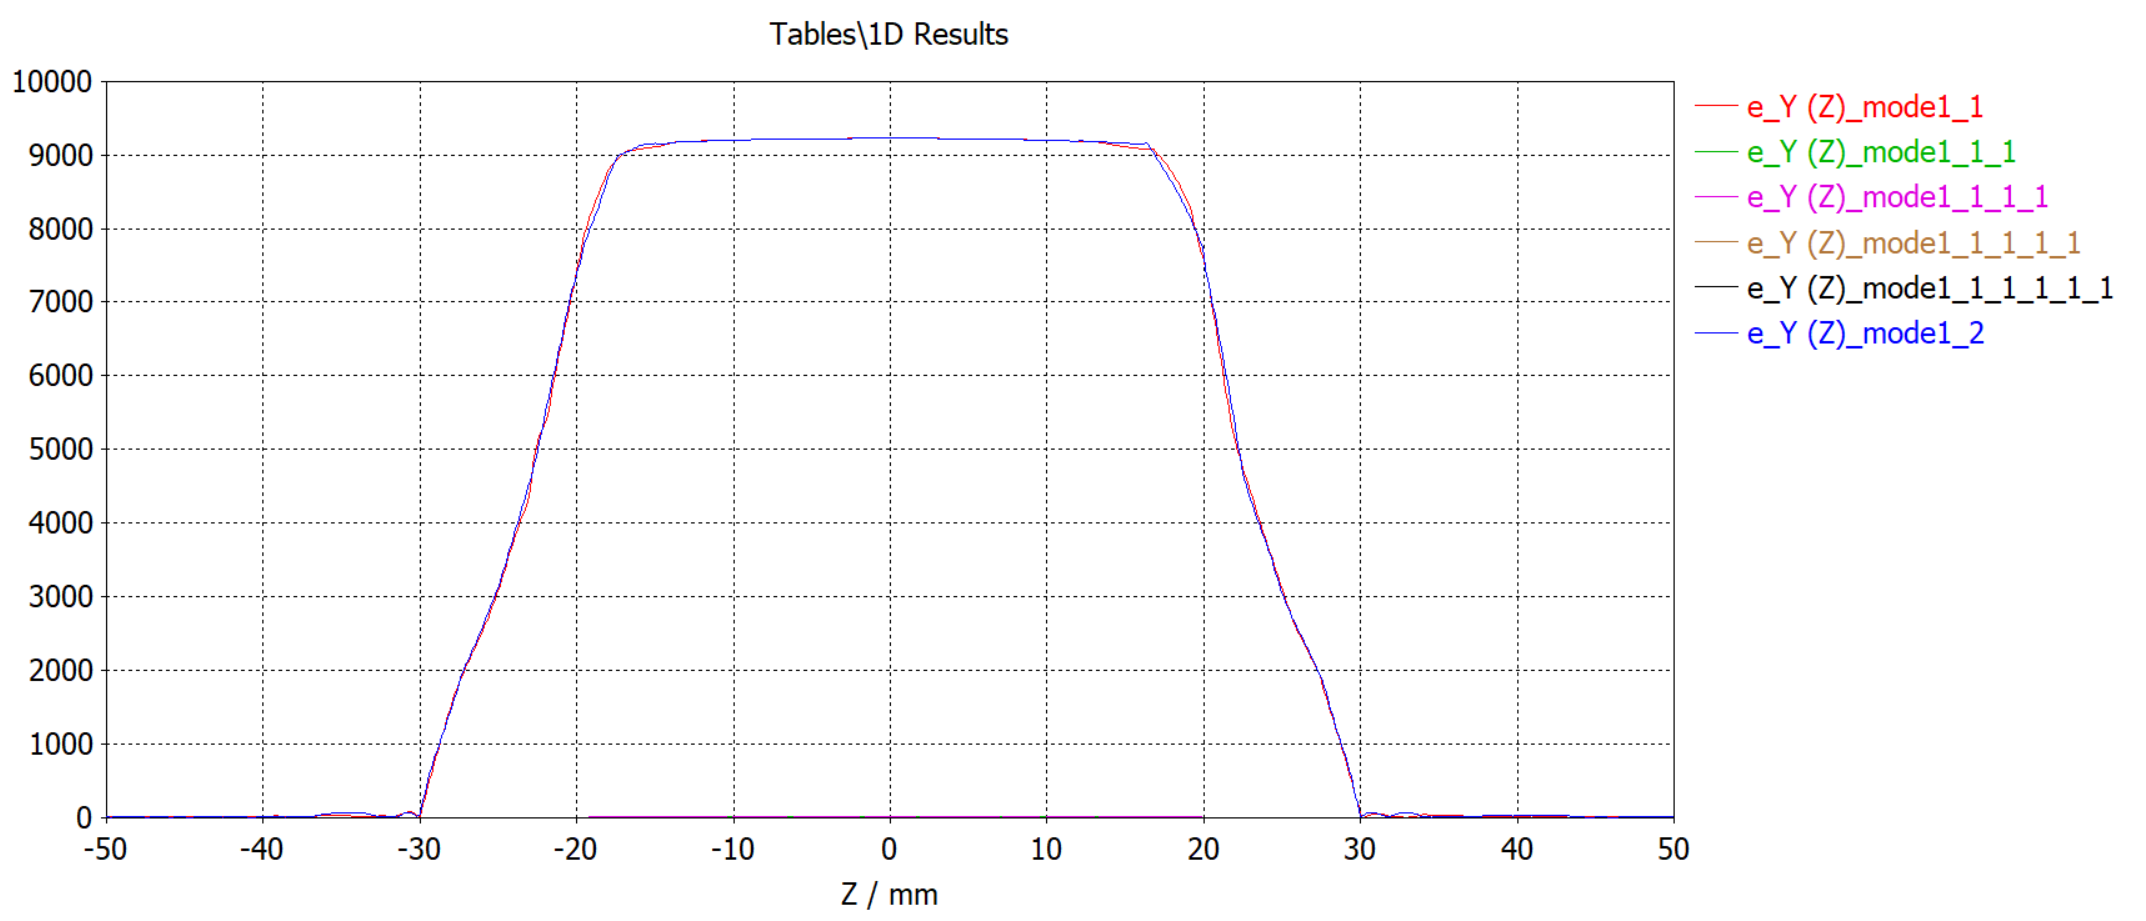 Tables\1D Results
10000
9000
8000
7000
6000
5000
4000
3000
2000
1000
0
-50 -40 -30 -20 -10 0 10 20 30 40 50
Z / mm
e_Y (Z)_mode1_1
e_Y (Z)_mode1_1_1
e_Y (Z)_mode1_1_1_1
e_Y (Z)_mode1_1_1_1_1
e_Y (Z)_mode1_1_1_1_1_1
e_Y (Z)_mode1_2